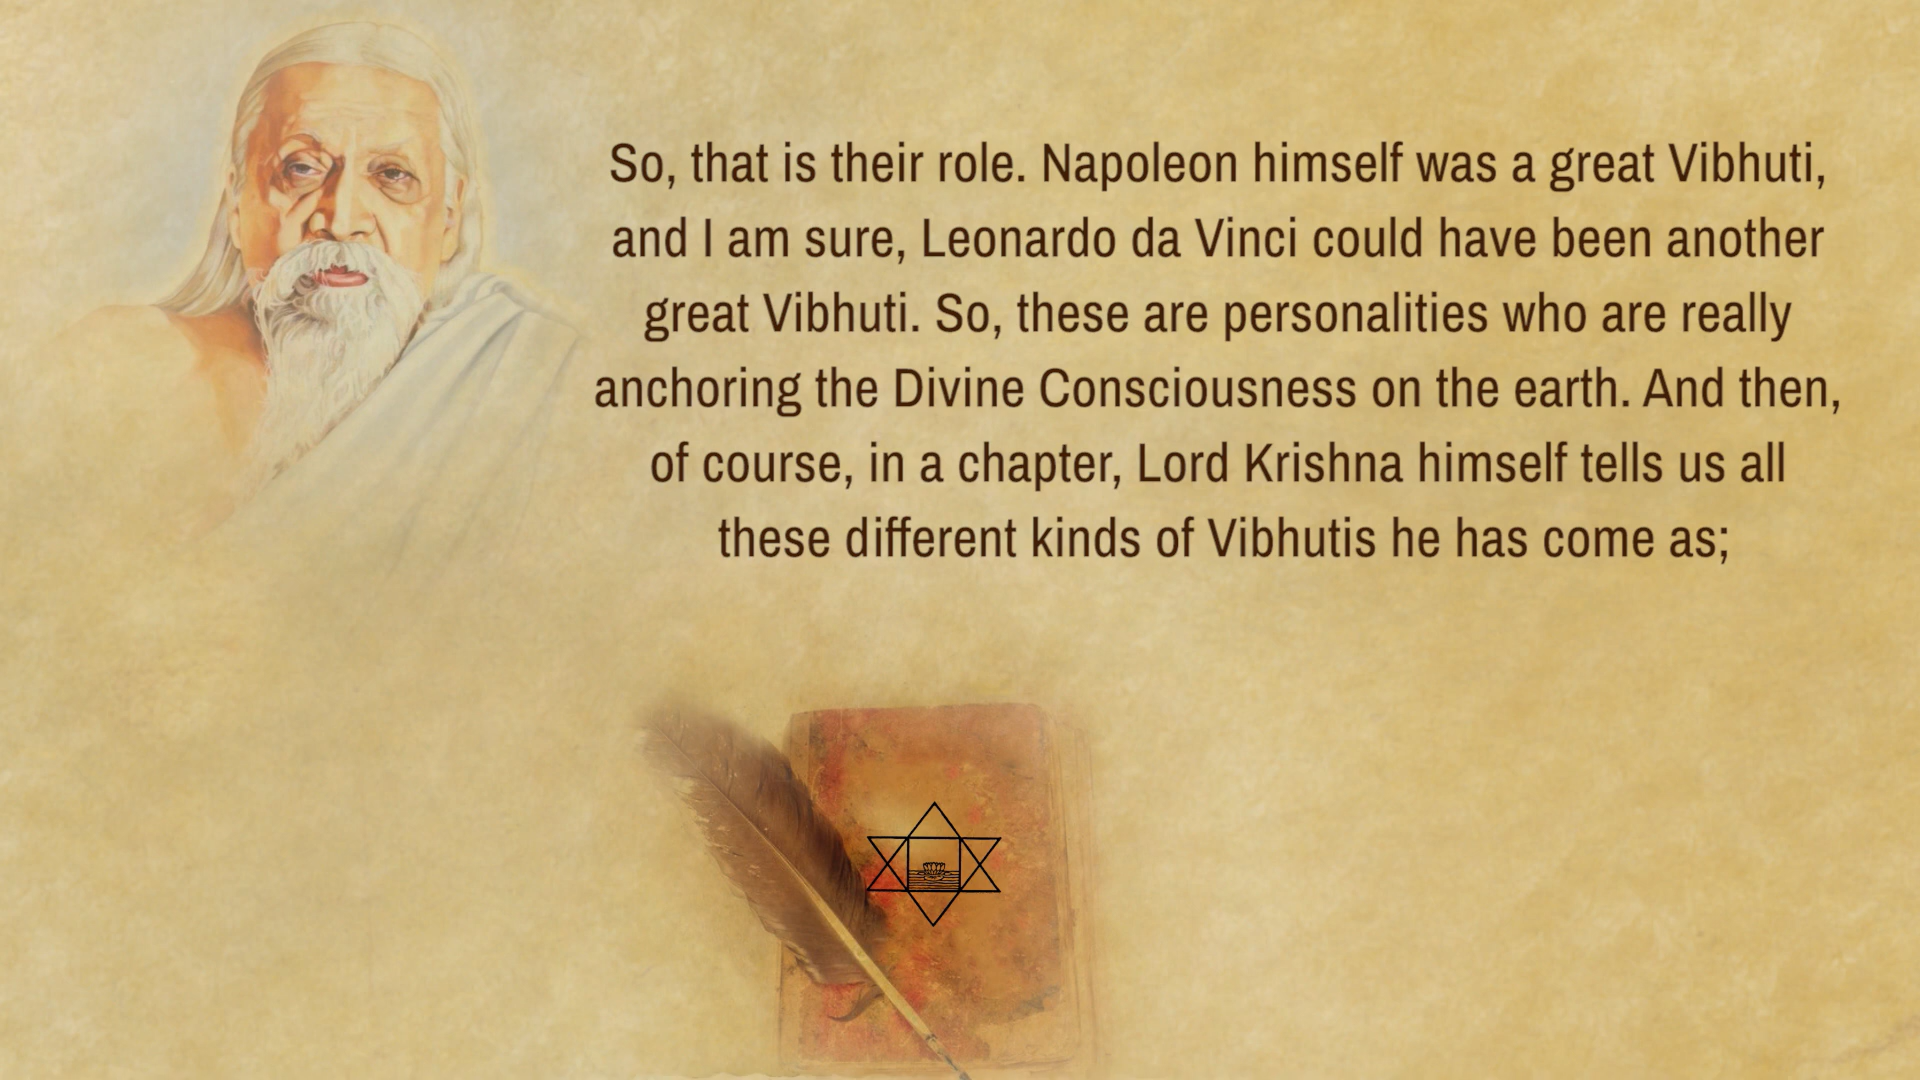 So, that is their role. Napoleon himself was a great Vibhuti,
and I am sure, Leonardo da Vinci could have been another
great Vibhuti. So, these are personalities who are really
anchoring the Divine Consciousness on the earth. And then,
of course, in a chapter, Lord Krishna himself tells us all
these different kinds of Vibhutis he has come as;